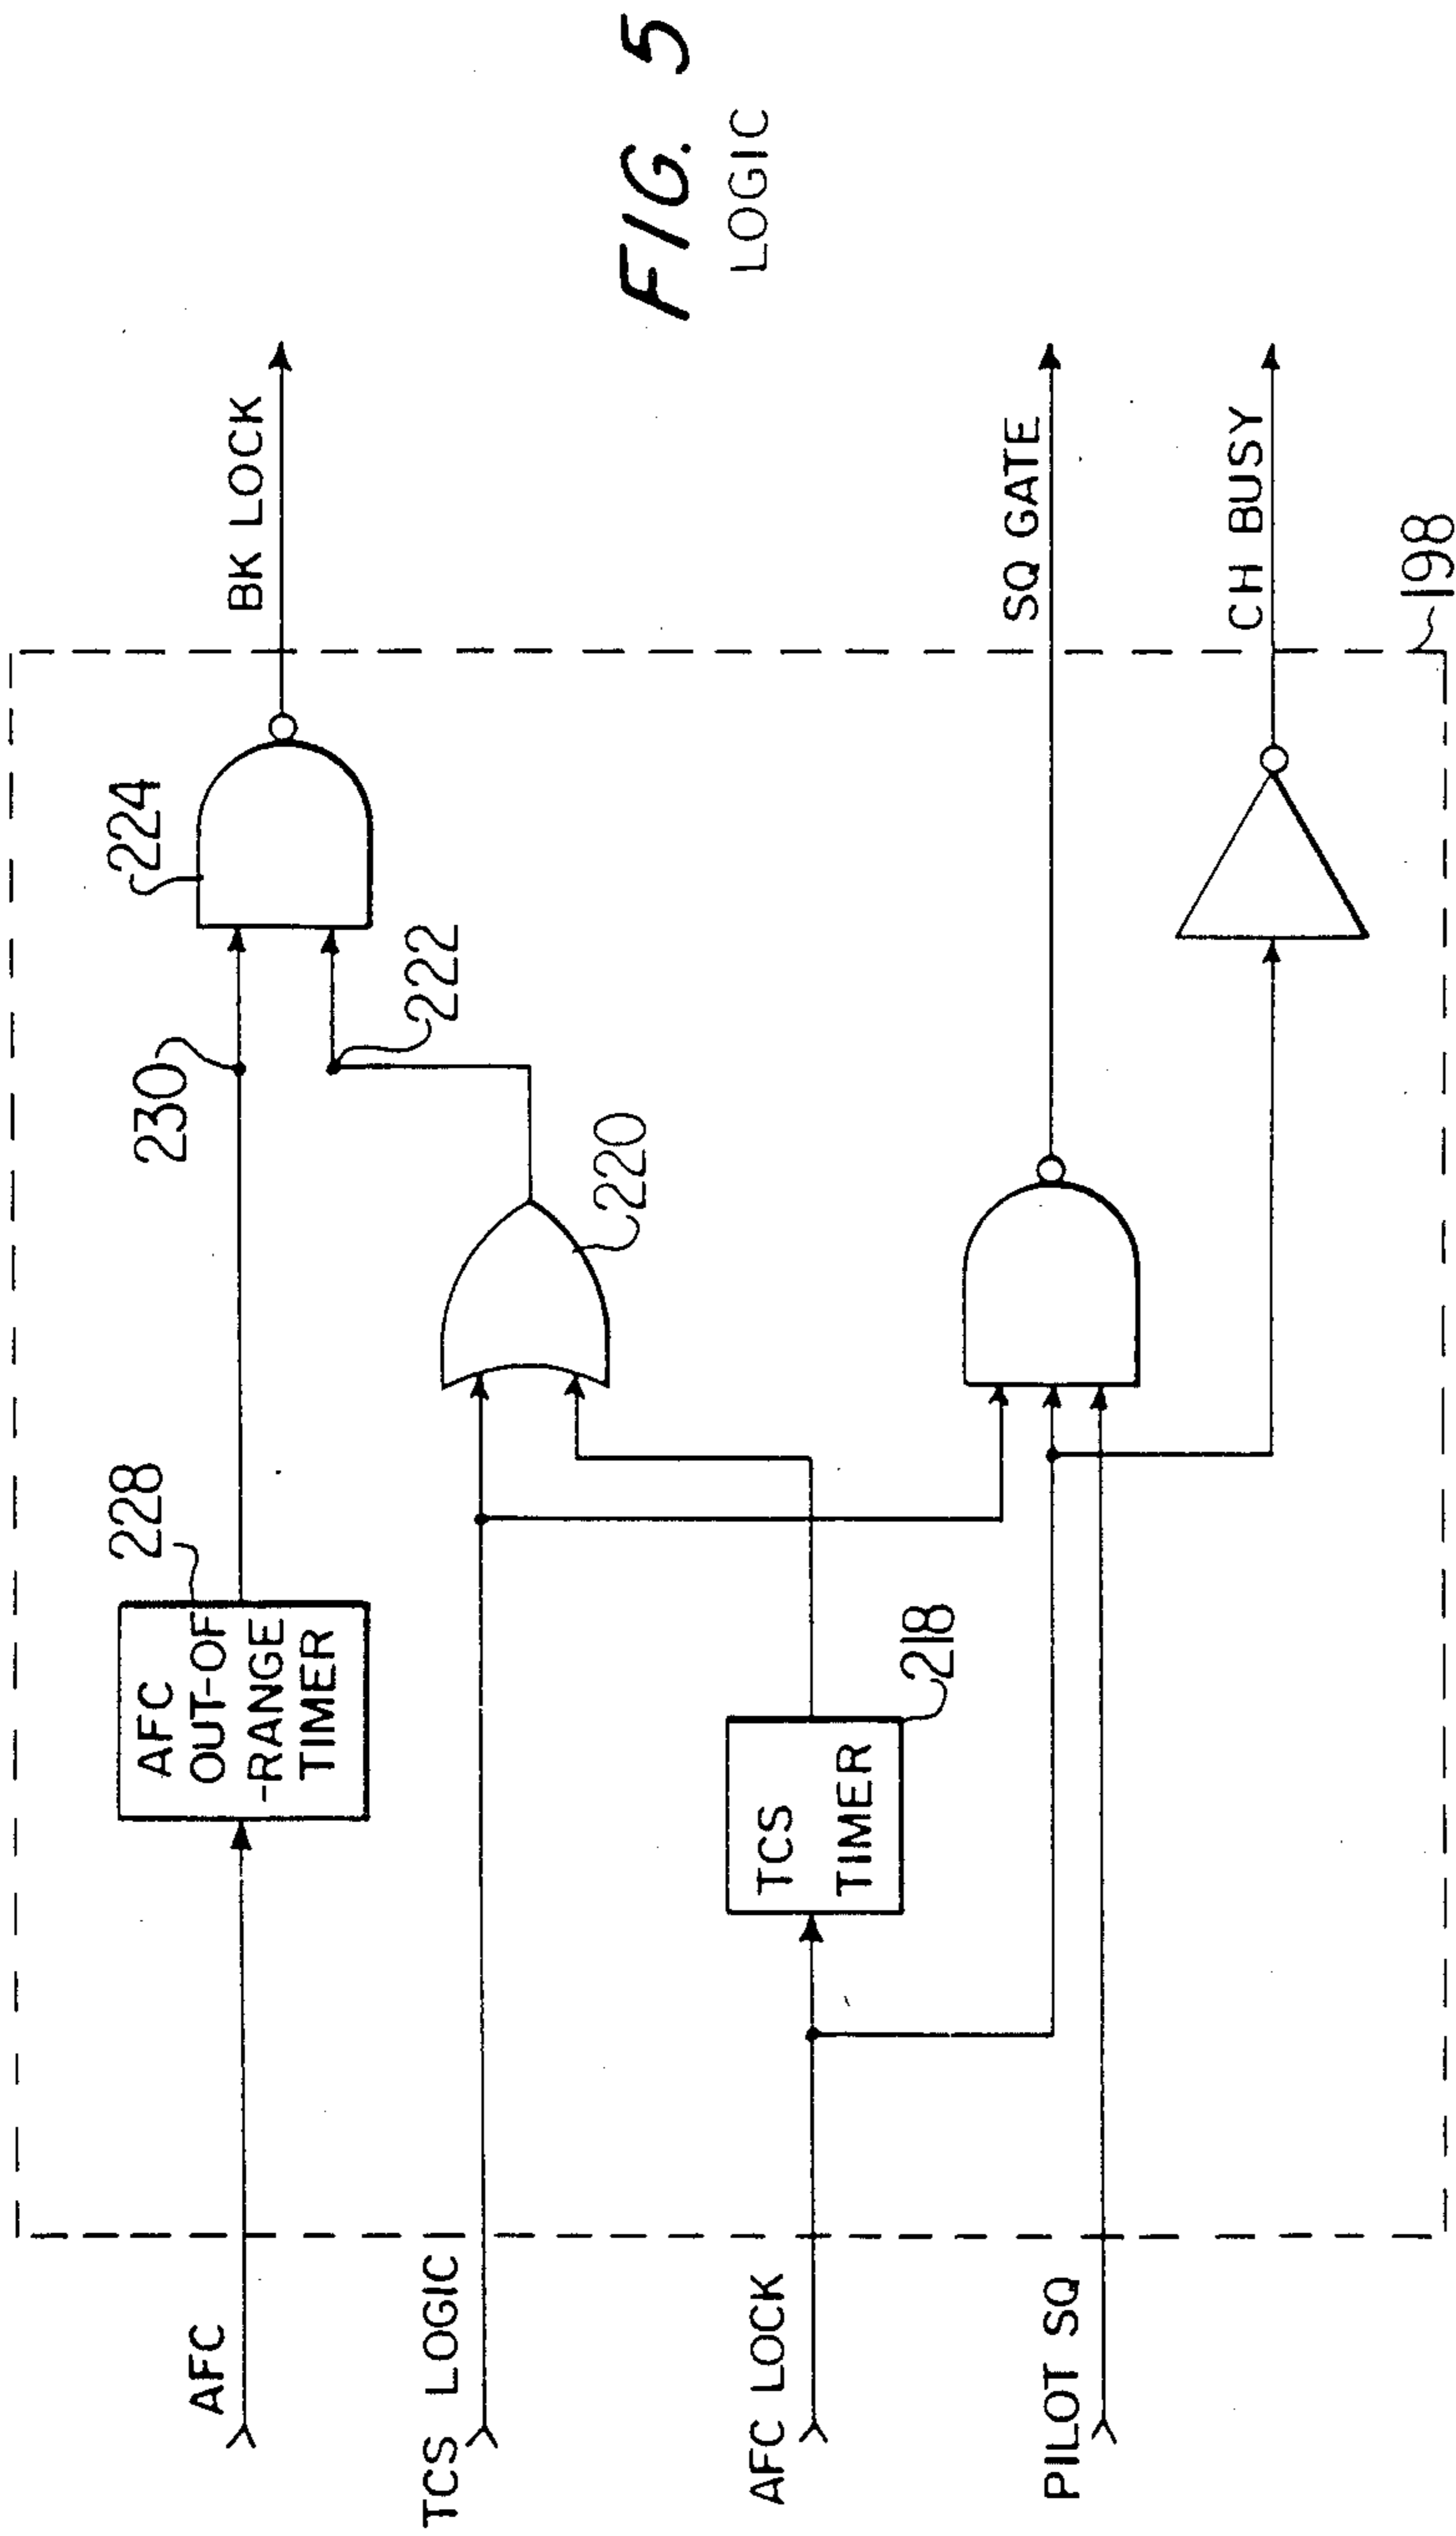 AFC
TCS LOGIC
AFC LOCK
PILOT SQ
AFC
OUT-OF
-RANGE
TIMER
228
TCS
TIMER
218
220
230
222
224
BK LOCK
SQ GATE
CH BUSY
198
FIG. 5
LOGIC